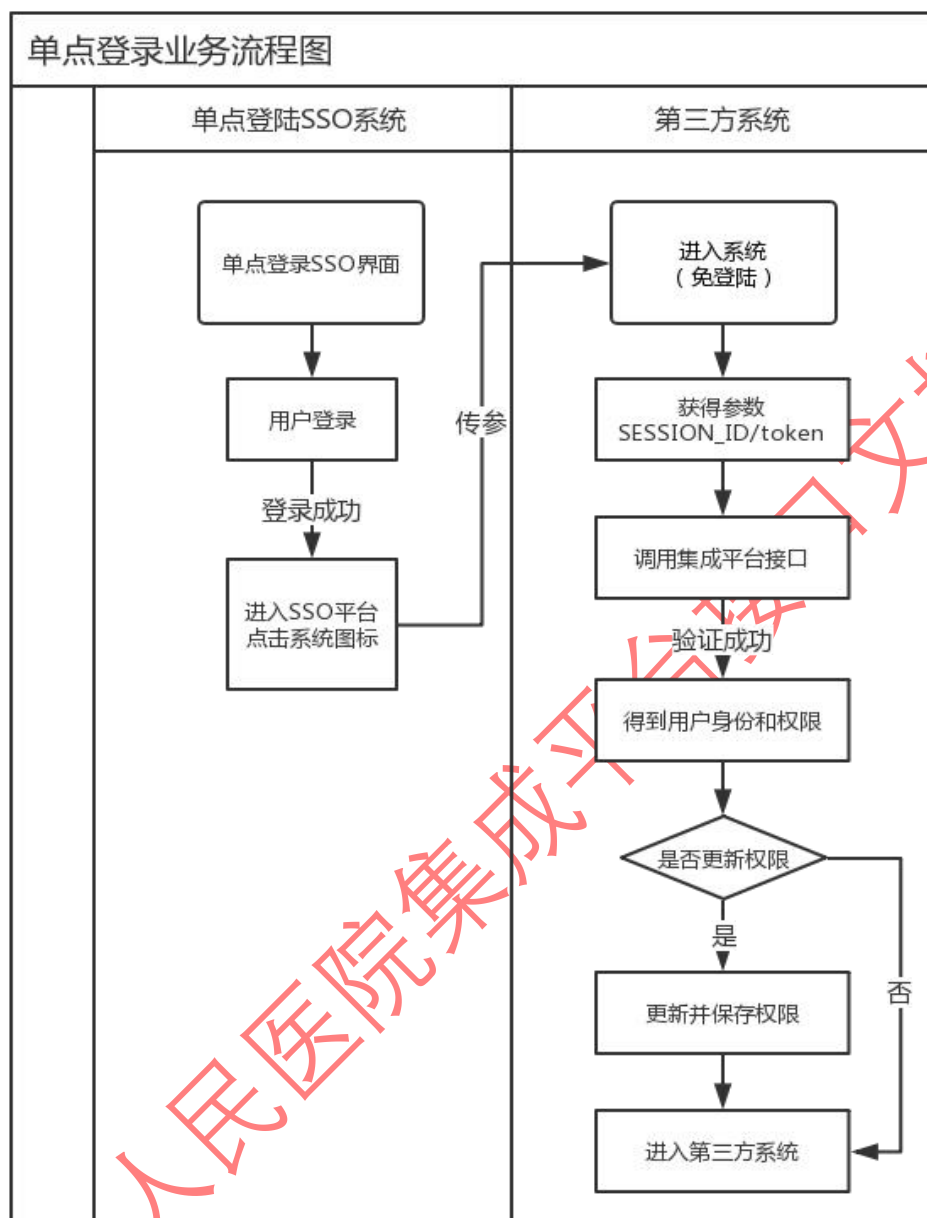 单点登录业务流程图
单点登陆SSO系统
第三方系统
单点登录SSO界面
用户登录
登录成功
进入SSO平台
点击系统图标
传参
进入系统
（免登陆）
获得参数
SESSION_ID/token
调用集成平台接口
验证成功
得到用户身份和权限
是否更新权限
是
否
更新并保存权限
进入第三方系统
人民医院集成平台接口文